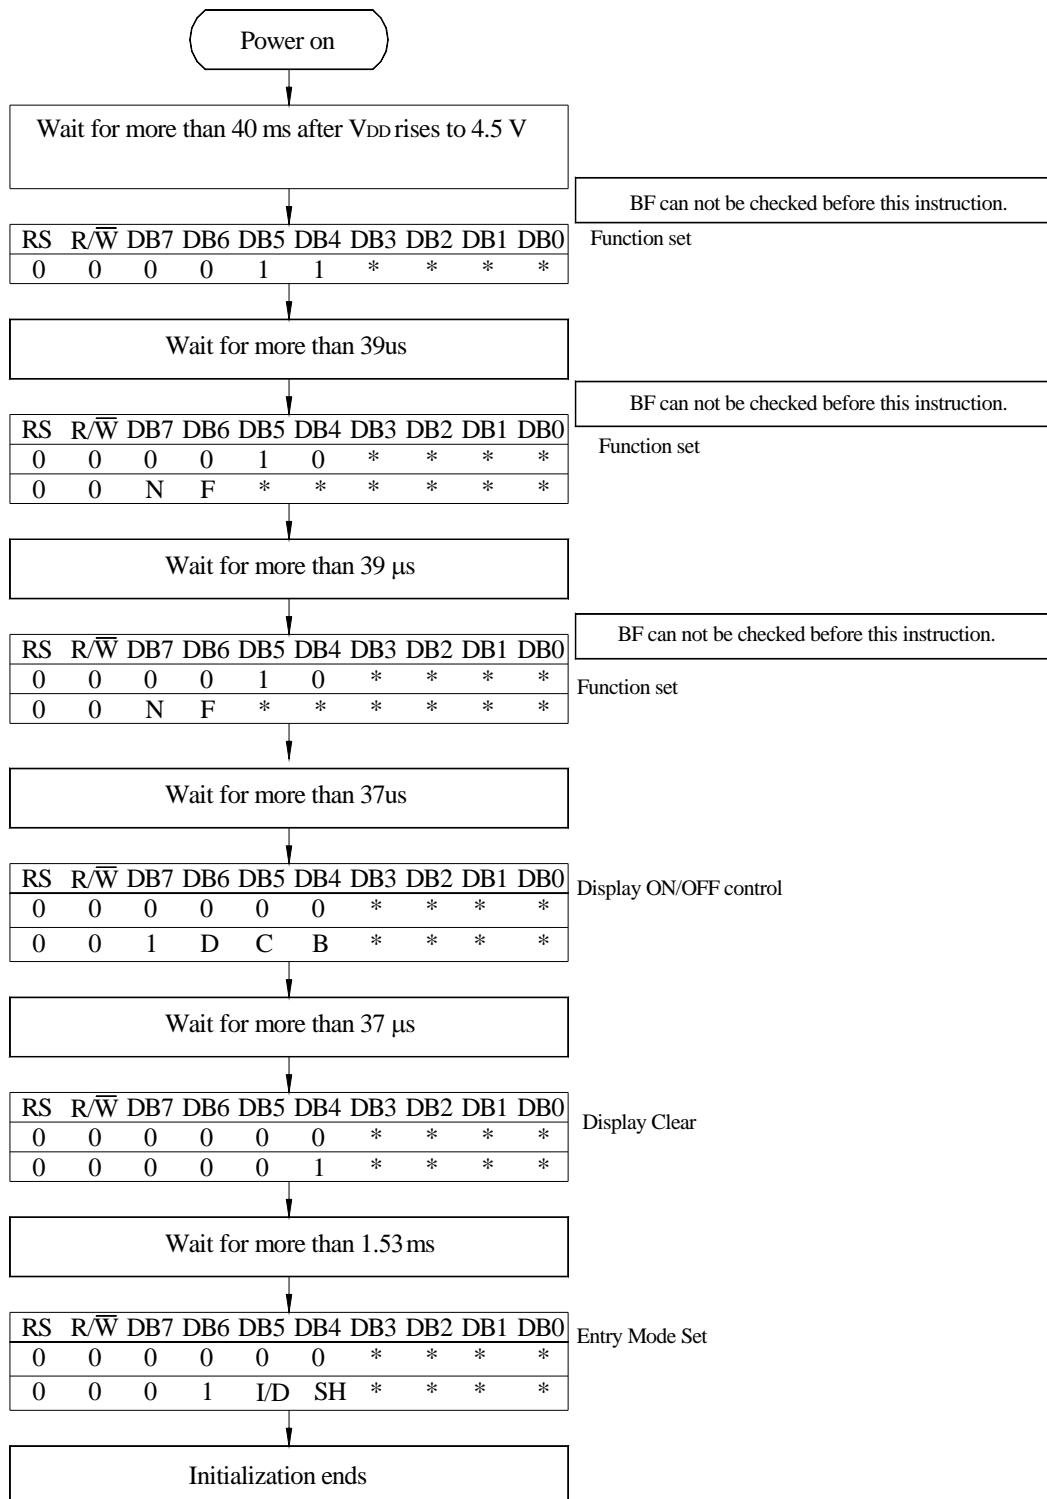 Power on
Wait for more than 40 ms after VDD rises to 4.5 V
BF can not be checked before this instruction.
RS R/W̅ DB7 DB6 DB5 DB4 DB3 DB2 DB1 DB0
Function set
0 0 0 0 1 1 * * * *
Wait for more than 39us
BF can not be checked before this instruction.
RS R/W̅ DB7 DB6 DB5 DB4 DB3 DB2 DB1 DB0
Function set
0 0 0 0 1 0 * * * *
0 0 N F * * * * * *
Wait for more than 39 µs
BF can not be checked before this instruction.
RS R/W̅ DB7 DB6 DB5 DB4 DB3 DB2 DB1 DB0
0 0 0 0 1 0 * * * *
Function set
0 0 N F * * * * * *
Wait for more than 37us
RS R/W̅ DB7 DB6 DB5 DB4 DB3 DB2 DB1 DB0
Display ON/OFF control
0 0 0 0 0 0 * * * *
0 0 1 D C B * * * *
Wait for more than 37 µs
RS R/W̅ DB7 DB6 DB5 DB4 DB3 DB2 DB1 DB0
Display Clear
0 0 0 0 0 0 * * * *
0 0 0 0 0 1 * * * *
Wait for more than 1.53 ms
RS R/W̅ DB7 DB6 DB5 DB4 DB3 DB2 DB1 DB0
Entry Mode Set
0 0 0 0 0 0 * * * *
0 0 0 1 I/D SH * * * *
Initialization ends